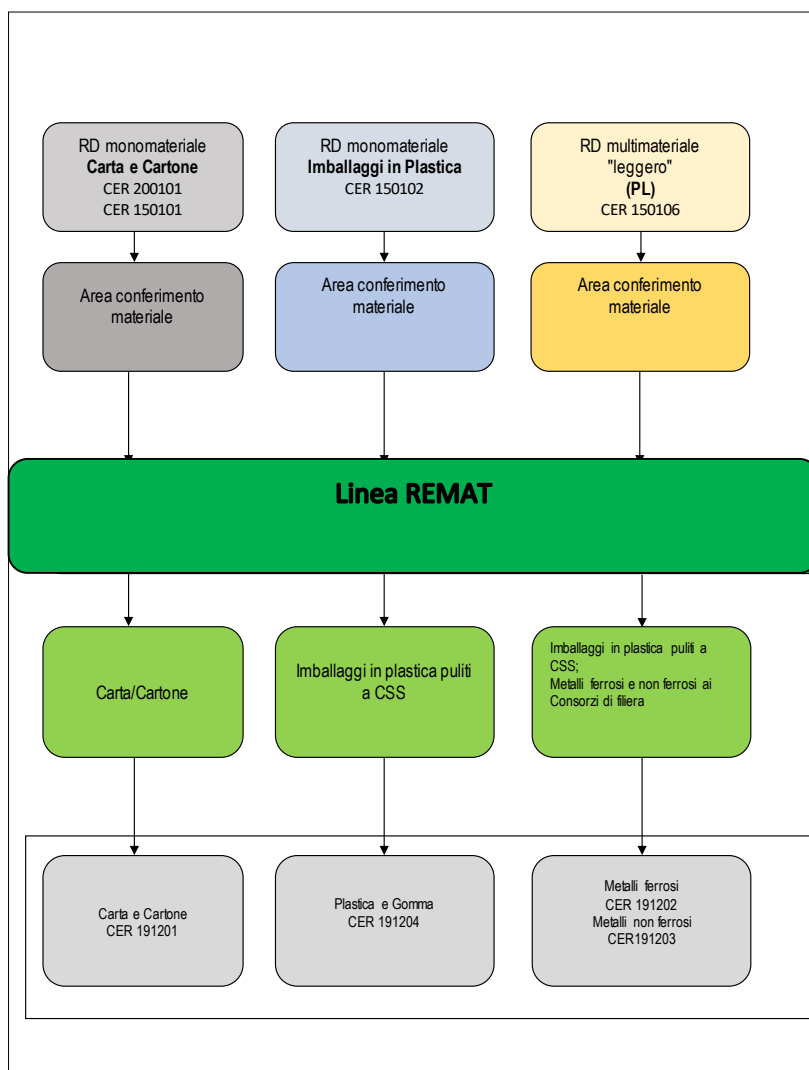 RD monomateriale
Carta e Cartone
CER 200101
CER 150101
RD monomateriale
Imballaggi in Plastica
CER 150102
RD multimateriale
"leggero"
(PL)
CER 150106
Area conferimento
materiale
Area conferimento
materiale
Area conferimento
materiale
Linea REMAT
Carta/Cartone
Imballaggi in plastica puliti
a CSS
Imballaggi in plastica puliti a
CSS;
Metalli ferrosi e non ferrosi ai
Consorzi di filiera
Carta e Cartone
CER 191201
Plastica e Gomma
CER 191204
Metalli ferrosi
CER 191202
Metalli non ferrosi
CER191203